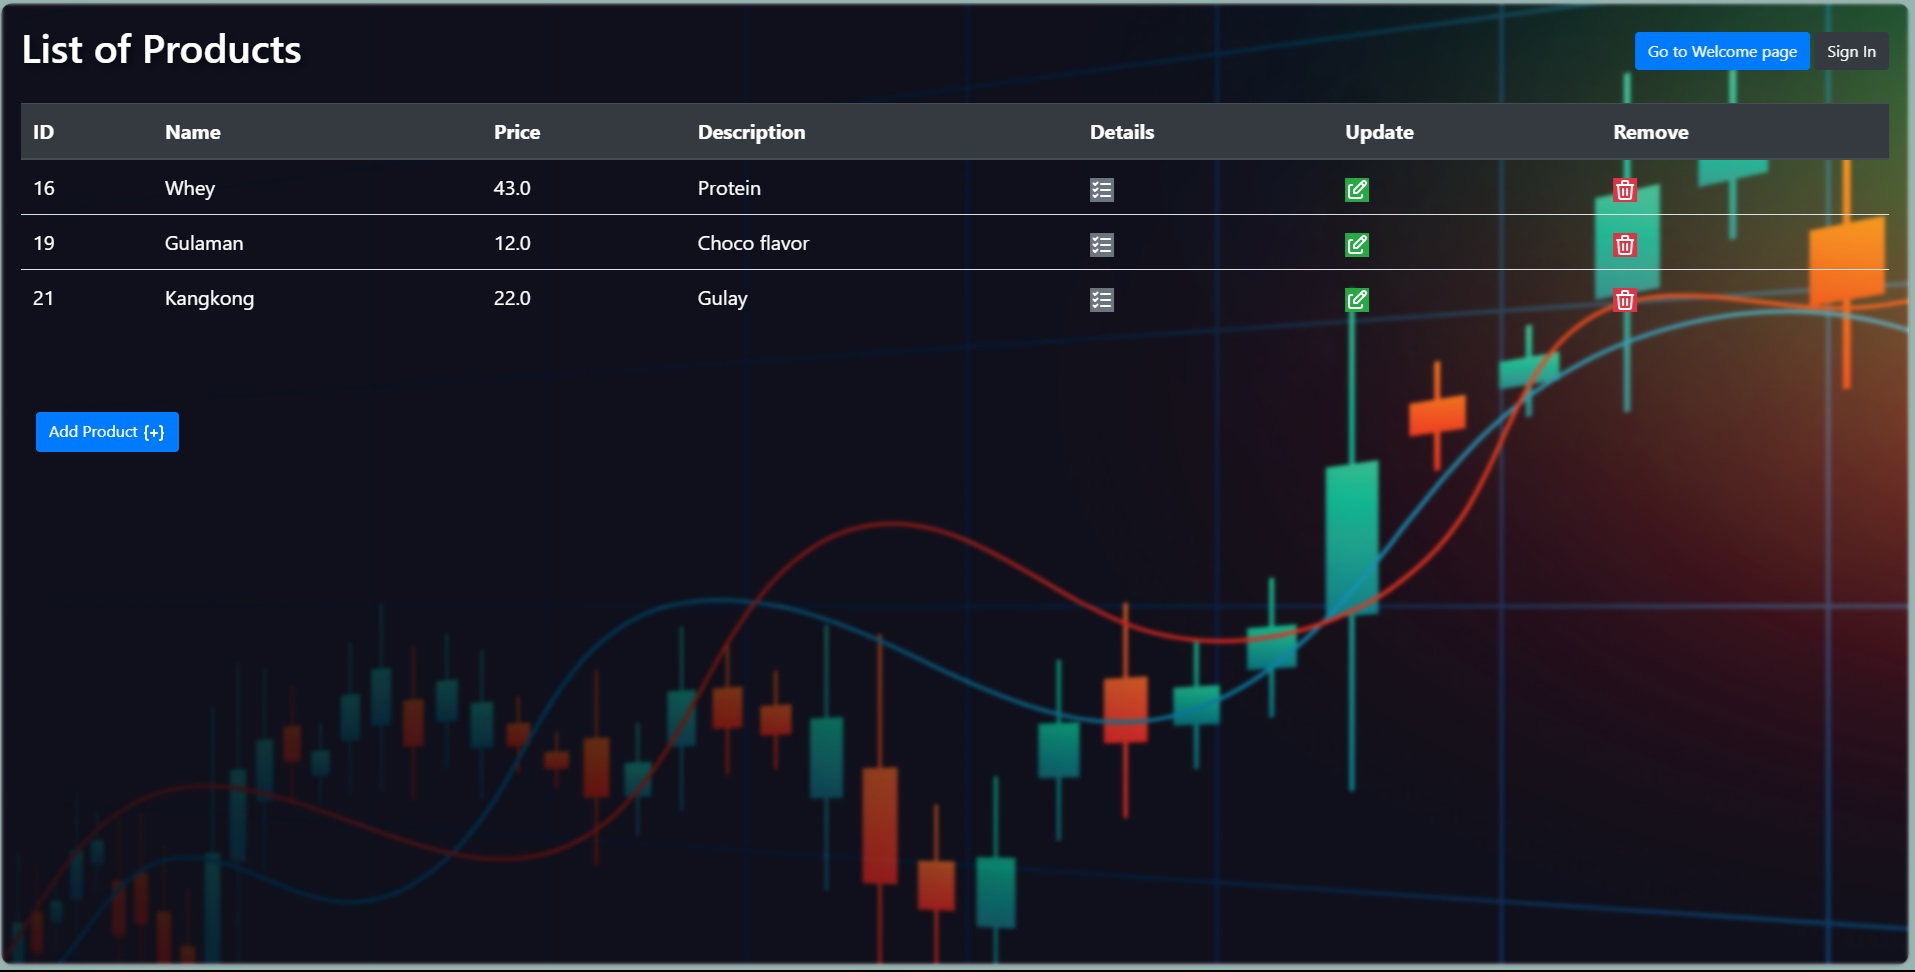 List of Products
Go to Welcome page Sign In
ID Name Price Description Details Update Remove
16 Whey 43.0 Protein
19 Gulaman 12.0 Choco flavor
21 Kangkong 22.0 Gulay
Add Product {+}